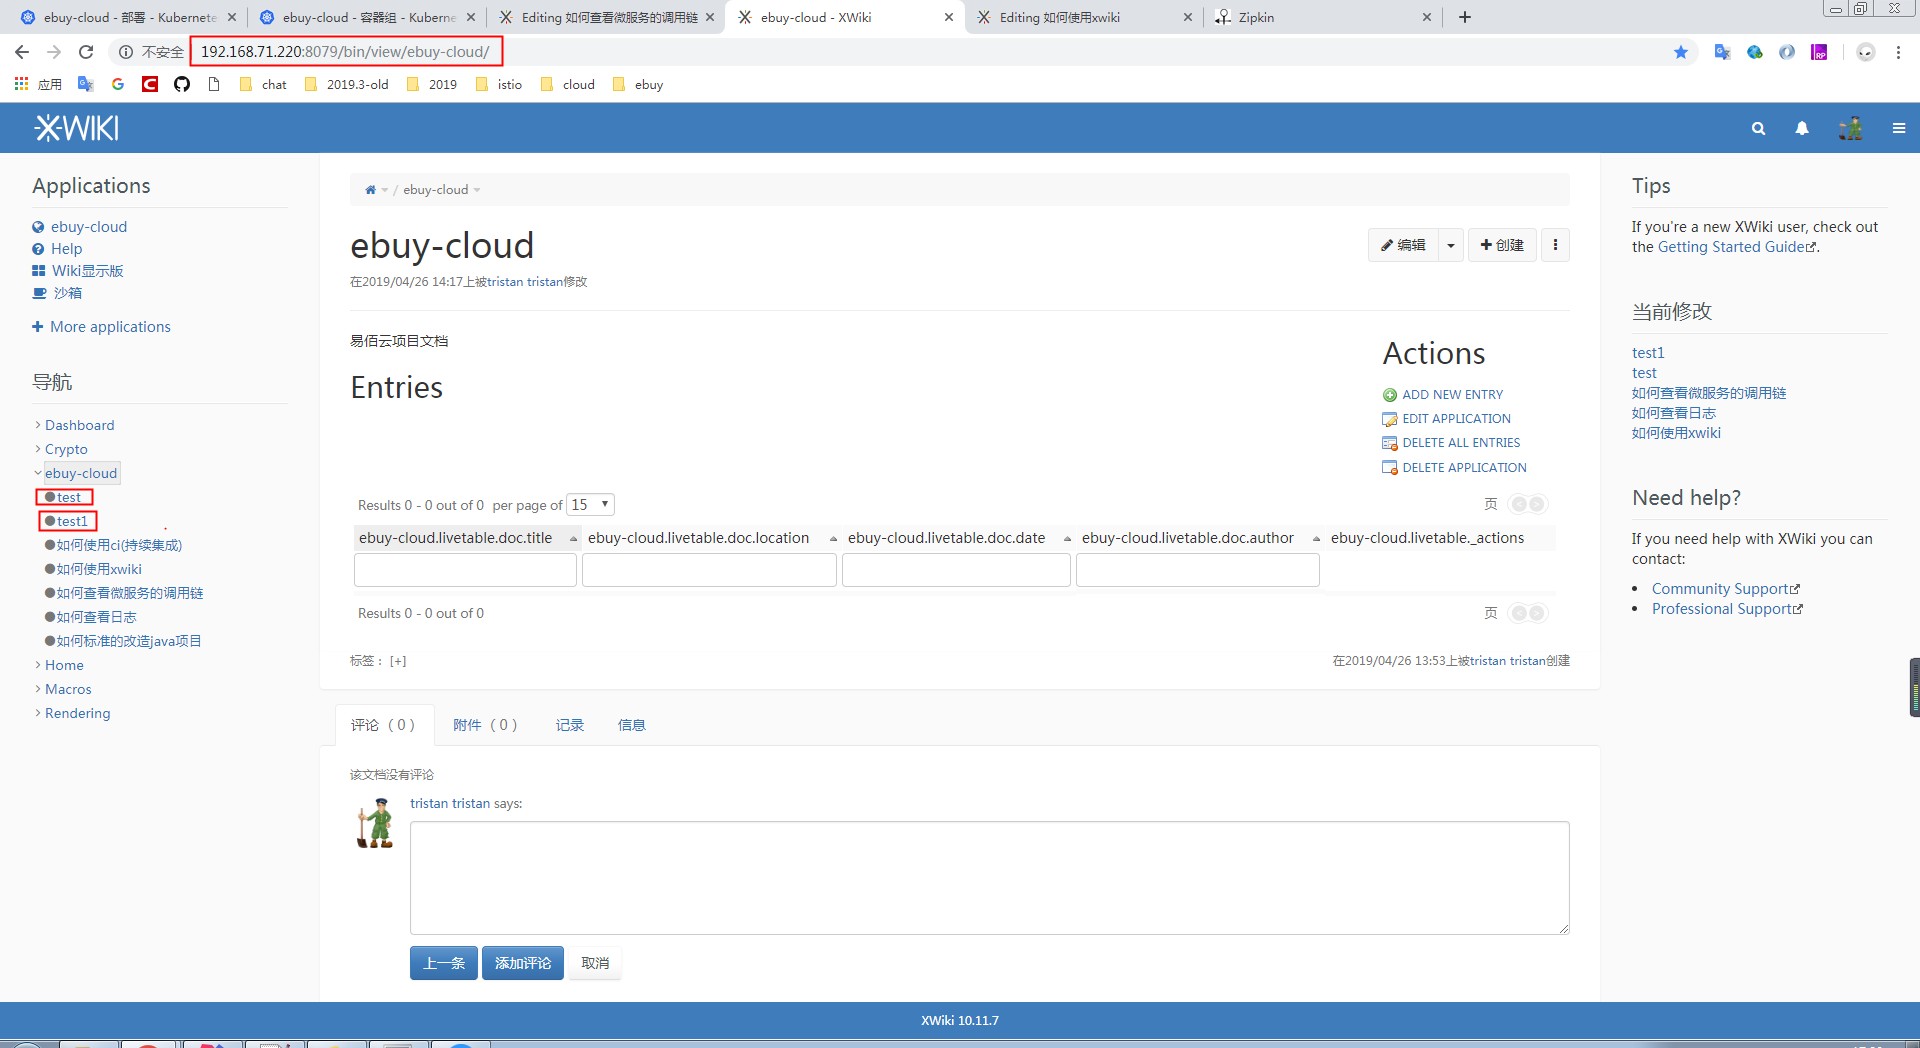 ebuy-cloud - 部署 - Kubernete
ebuy-cloud - 容器组 - Kuberne
Editing 如何查看微服务的调用链
ebuy-cloud - XWiki
Editing 如何使用xwiki
Zipkin
不安全
192.168.71.220:8079/bin/view/ebuy-cloud/
应用
chat
2019.3-old
2019
istio
cloud
ebuy
XWIKI
Applications
ebuy-cloud
Help
Wiki显示版
沙箱
More applications
导航
Dashboard
Crypto
ebuy-cloud
test
test1
如何使用ci(持续集成)
如何使用xwiki
如何查看微服务的调用链
如何查看日志
如何标准的改造java项目
Home
Macros
Rendering
/ ebuy-cloud
ebuy-cloud
编辑
创建
在2019/04/26 14:17上被tristan tristan修改
易佰云项目文档
Entries
Actions
ADD NEW ENTRY
EDIT APPLICATION
DELETE ALL ENTRIES
DELETE APPLICATION
Results 0 - 0 out of 0 per page of 15
页
ebuy-cloud.livetable.doc.title
ebuy-cloud.livetable.doc.location
ebuy-cloud.livetable.doc.date
ebuy-cloud.livetable.doc.author
ebuy-cloud.livetable._actions
Results 0 - 0 out of 0
页
标签： [+]
在2019/04/26 13:53上被tristan tristan创建
评论 （ 0 ）
附件 （ 0 ）
记录
信息
该文档没有评论
tristan tristan says:
上一条
添加评论
取消
Tips
If you're a new XWiki user, check out
the Getting Started Guide.
当前修改
test1
test
如何查看微服务的调用链
如何查看日志
如何使用xwiki
Need help?
If you need help with XWiki you can
contact:
Community Support
Professional Support
XWiki 10.11.7